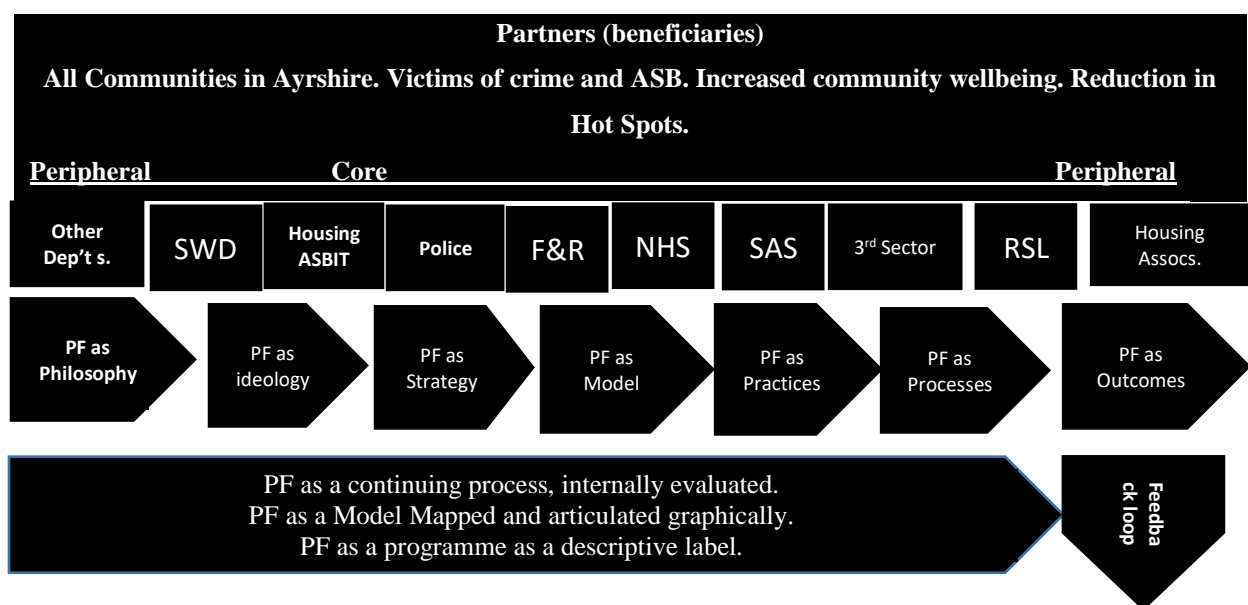 Partners (beneficiaries)
All Communities in Ayrshire. Victims of crime and ASB. Increased community wellbeing. Reduction in
Hot Spots.
Peripheral Core Peripheral
Other
Dep't s.
SWD
Housing
ASBIT
Police
F&R
NHS
SAS
3rd Sector
RSL
Housing
Assocs.
PF as
Philosophy
PF as
ideology
PF as
Strategy
PF as
Model
PF as
Practices
PF as
Processes
PF as
Outcomes
PF as a continuing process, internally evaluated.
PF as a Model Mapped and articulated graphically.
PF as a programme as a descriptive label.
Feedba
ck loop